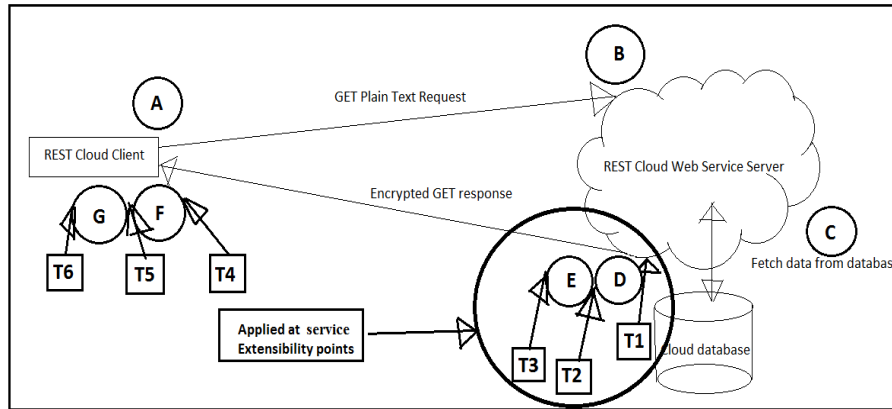 B
GET Plain Text Request
A
REST Cloud Client
REST Cloud Web Service Server
Encrypted GET response
G
F
C
Fetch data from databas
T6
T5
T4
E
D
Applied at service
Extensibility points
T3
T2
T1
Cloud database